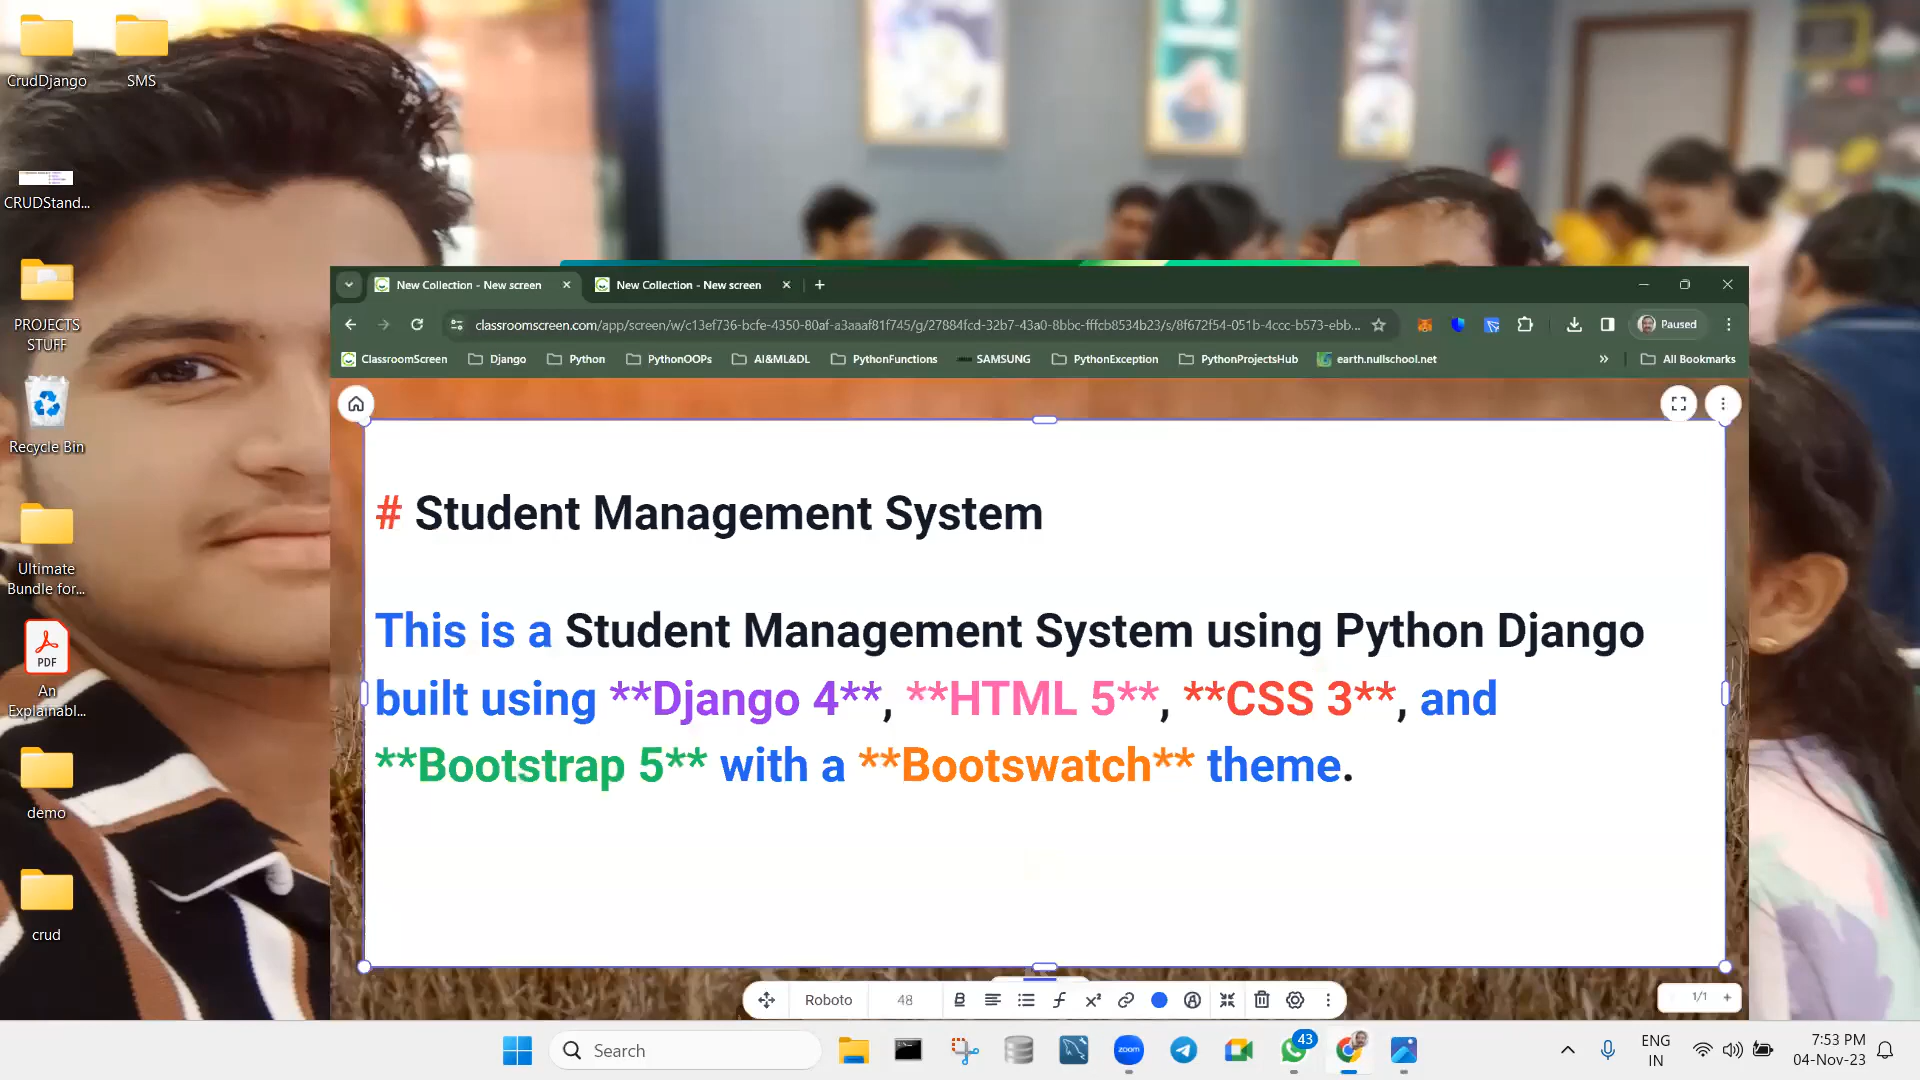 CrudDjango
SMS
CRUDStand...
PROJECTS
STUFF
Recycle Bin
Ultimate
Bundle for...
PDF
An
Explainabl...
demo
crud
New Collection - New screen
New Collection - New screen
classroomscreen.com/app/screen/w/c13ef736-bcfe-4350-80af-a3aaaf81f745/g/27884fcd-32b7-43a0-8bbc-fffcb8534b23/s/8f672f54-051b-4ccc-b573-ebb...
Paused
ClassroomScreen
Django
Python
PythonOOPs
AI&ML&DL
PythonFunctions
SAMSUNG
PythonException
PythonProjectsHub
earth.nullschool.net
All Bookmarks
# Student Management System
This is a Student Management System using Python Django
built using **Django 4**, **HTML 5**, **CSS 3**, and
**Bootstrap 5** with a **Bootswatch** theme.
Roboto
48
1/1
Search
zoom
43
ENG
IN
7:53 PM
04-Nov-23